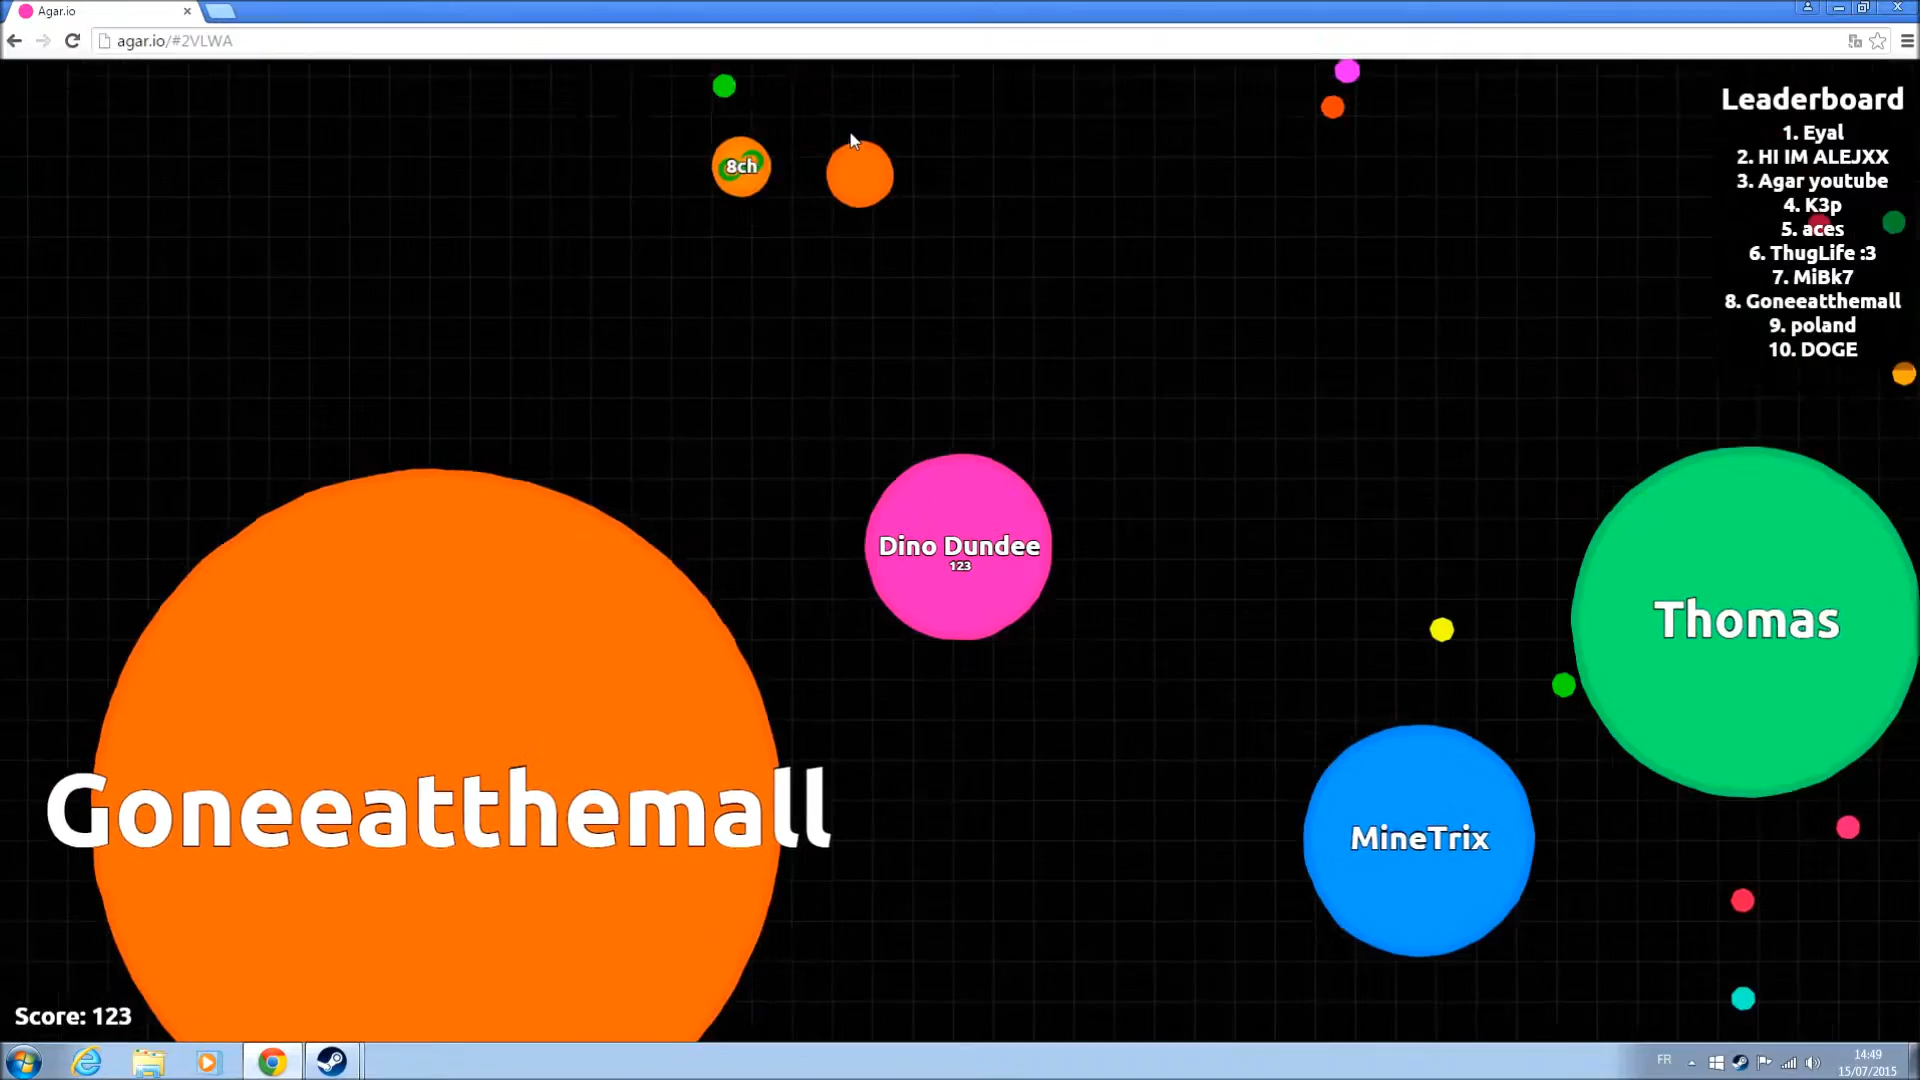 Agar.io
agar.io/#2VLWA
Leaderboard
1. Eyal
2. HI IM ALEJXX
3. Agar youtube
4. K3p
5. aces
6. ThugLife :3
7. MiBk7
8. Goneeatthemall
9. poland
10. DOGE
8ch
Dino Dundee
123
Thomas
Goneeatthemall
MineTrix
Score: 123
FR
14:49
15/07/2015